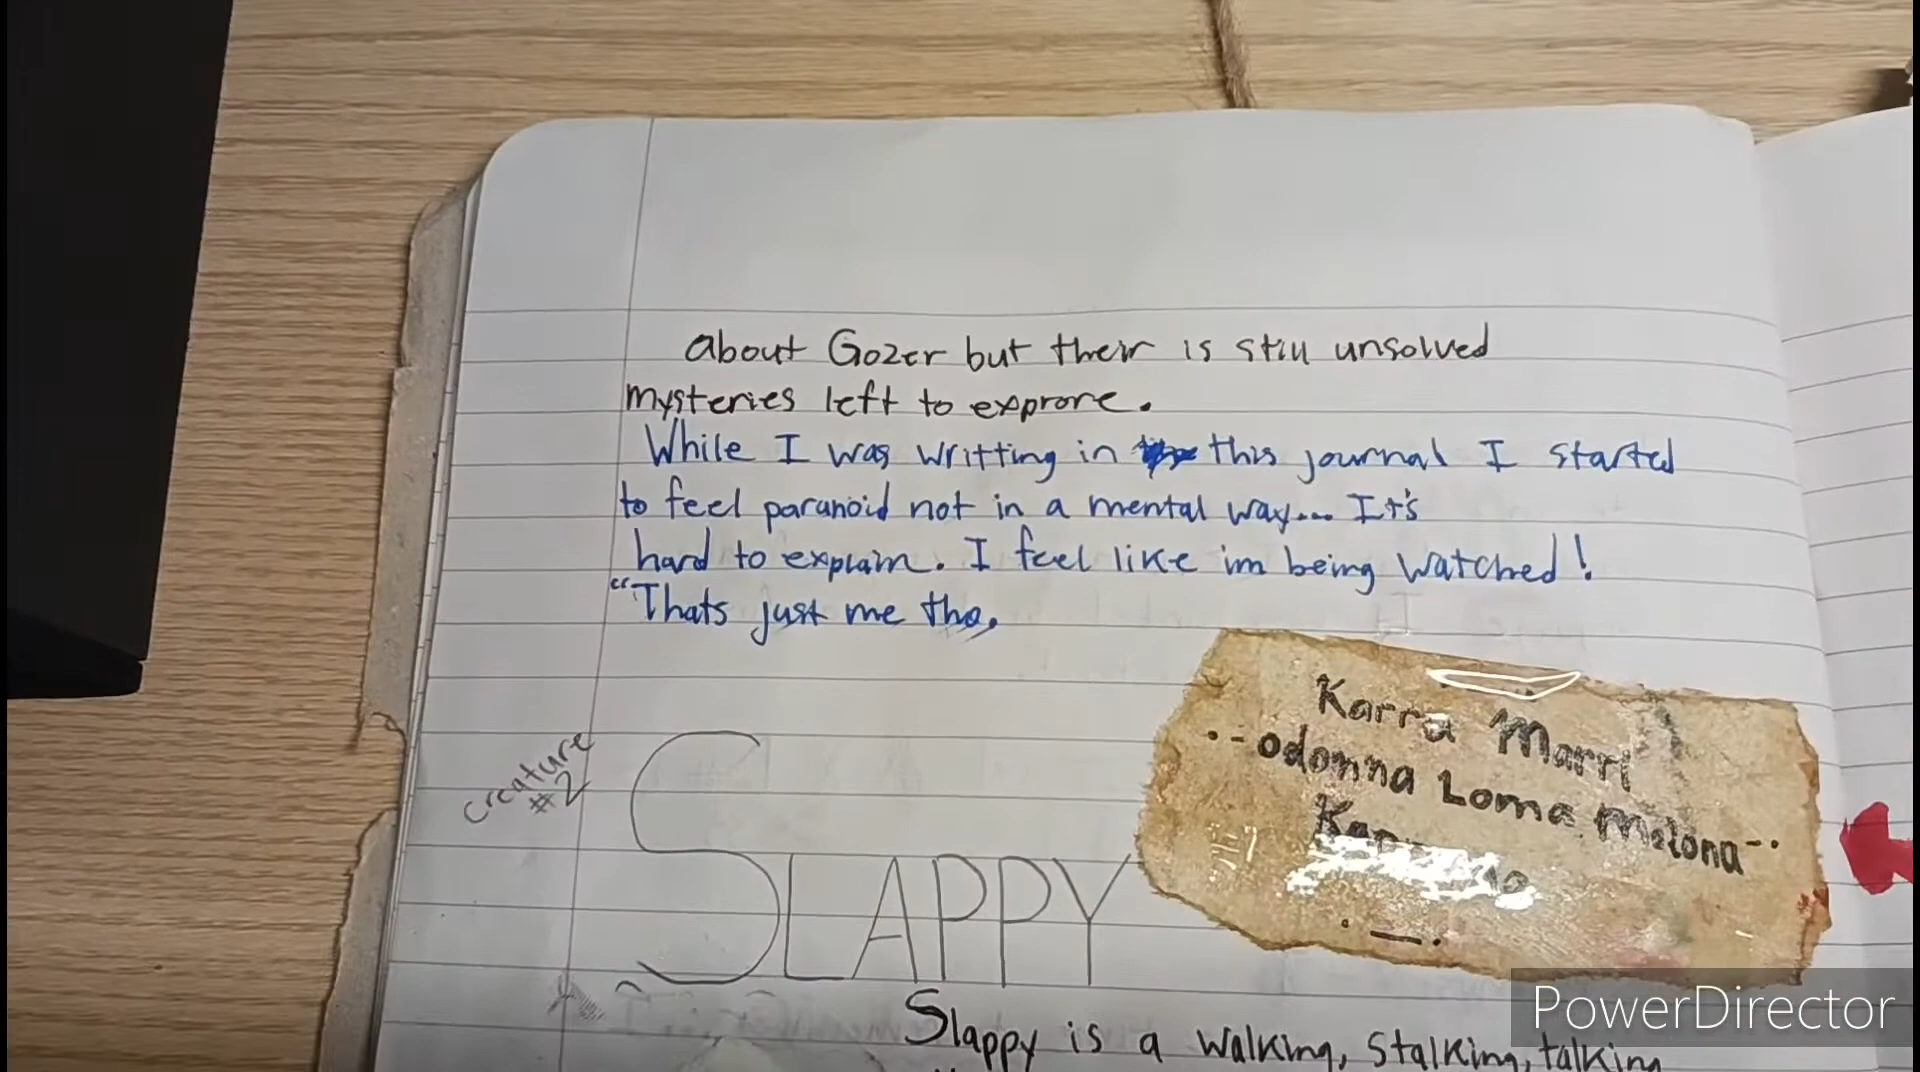 about Gozer but their is still unsolved
mysteries left to exprore.
While I was writting in this journal I started
to feel paranoid not in a mental way... It's
hard to explain. I feel like im being watched!
"Thats just me tho.
Karra Marri
odonna Loma Molona
creature
#2
SLAPPY
Slappy is a walking, stalking, talking
PowerDirector